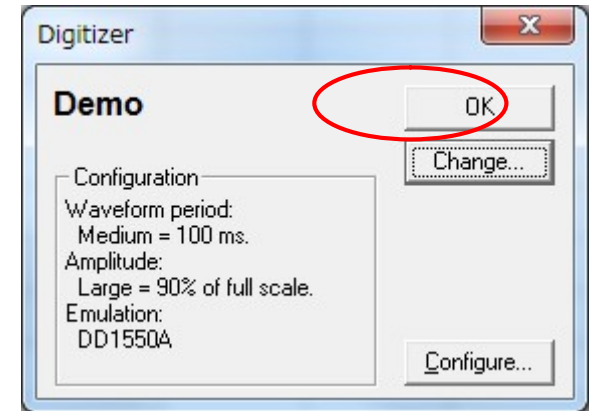 Digitizer
Demo
OK
Change...
Configuration
Waveform period:
Medium = 100 ms.
Amplitude:
Large = 90% of full scale.
Emulation:
DD1550A
Configure...